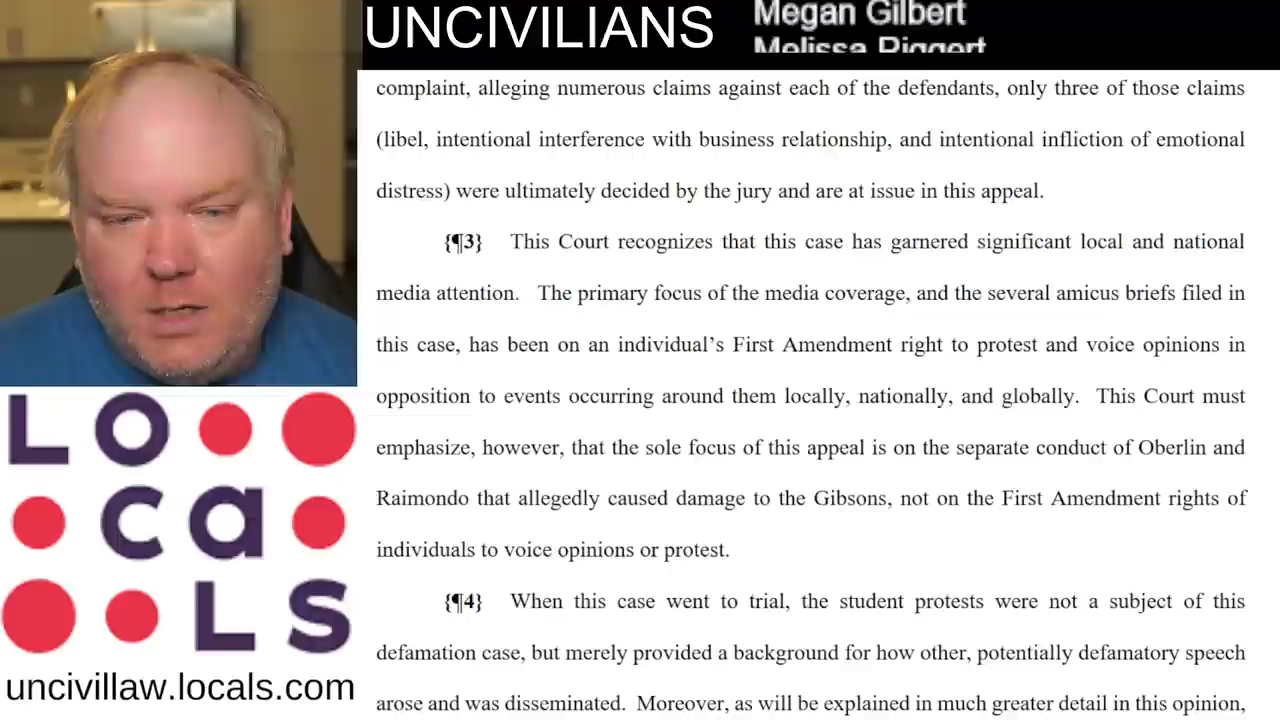 UNCIVILIANS
Megan Gilbert
Melissa Riggert
complaint, alleging numerous claims against each of the defendants, only three of those claims
(libel, intentional interference with business relationship, and intentional infliction of emotional
distress) were ultimately decided by the jury and are at issue in this appeal.
{¶3} This Court recognizes that this case has garnered significant local and national
media attention. The primary focus of the media coverage, and the several amicus briefs filed in
this case, has been on an individual’s First Amendment right to protest and voice opinions in
opposition to events occurring around them locally, nationally, and globally. This Court must
emphasize, however, that the sole focus of this appeal is on the separate conduct of Oberlin and
Raimondo that allegedly caused damage to the Gibsons, not on the First Amendment rights of
individuals to voice opinions or protest.
{¶4} When this case went to trial, the student protests were not a subject of this
defamation case, but merely provided a background for how other, potentially defamatory speech
arose and was disseminated. Moreover, as will be explained in much greater detail in this opinion,
LOcaLS
uncivillaw.locals.com